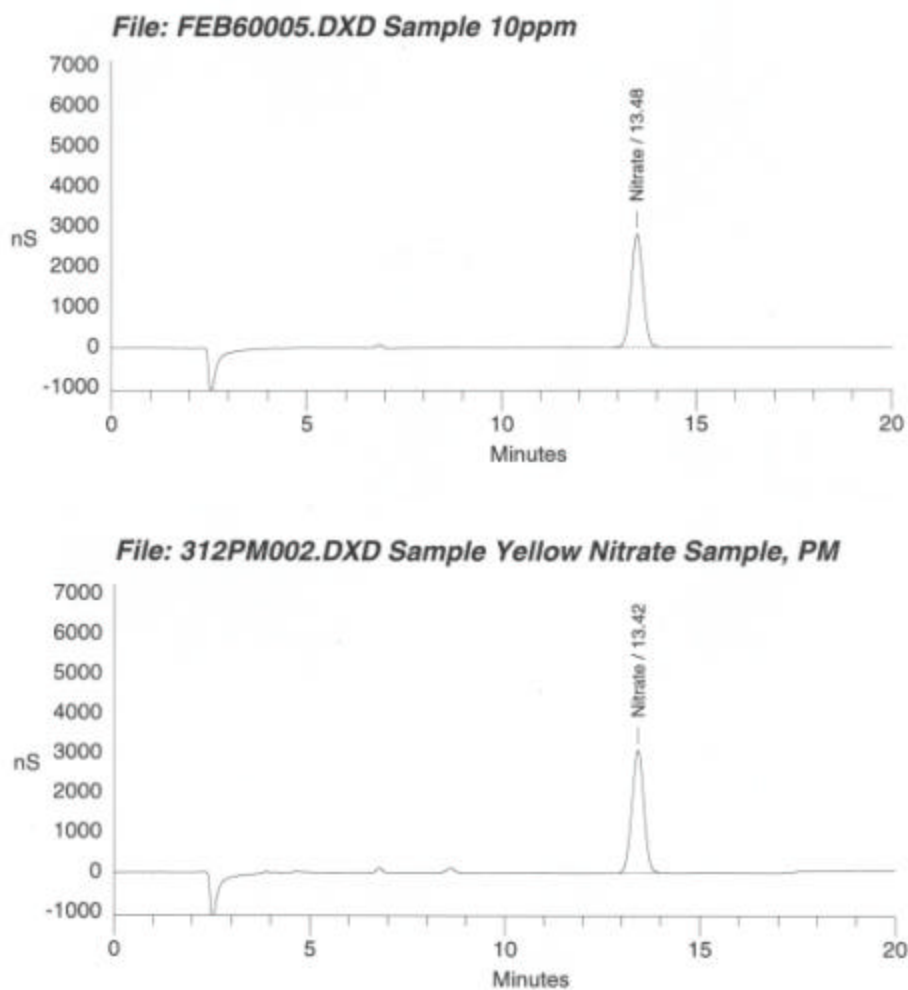 File: FEB60005.DXD Sample 10ppm
7000
6000
5000
4000
3000
2000
1000
0
-1000
nS
Nitrate / 13.48
0 5 10 15 20
Minutes
File: 312PM002.DXD Sample Yellow Nitrate Sample, PM
7000
6000
5000
4000
3000
2000
1000
0
-1000
nS
Nitrate / 13.42
0 5 10 15 20
Minutes